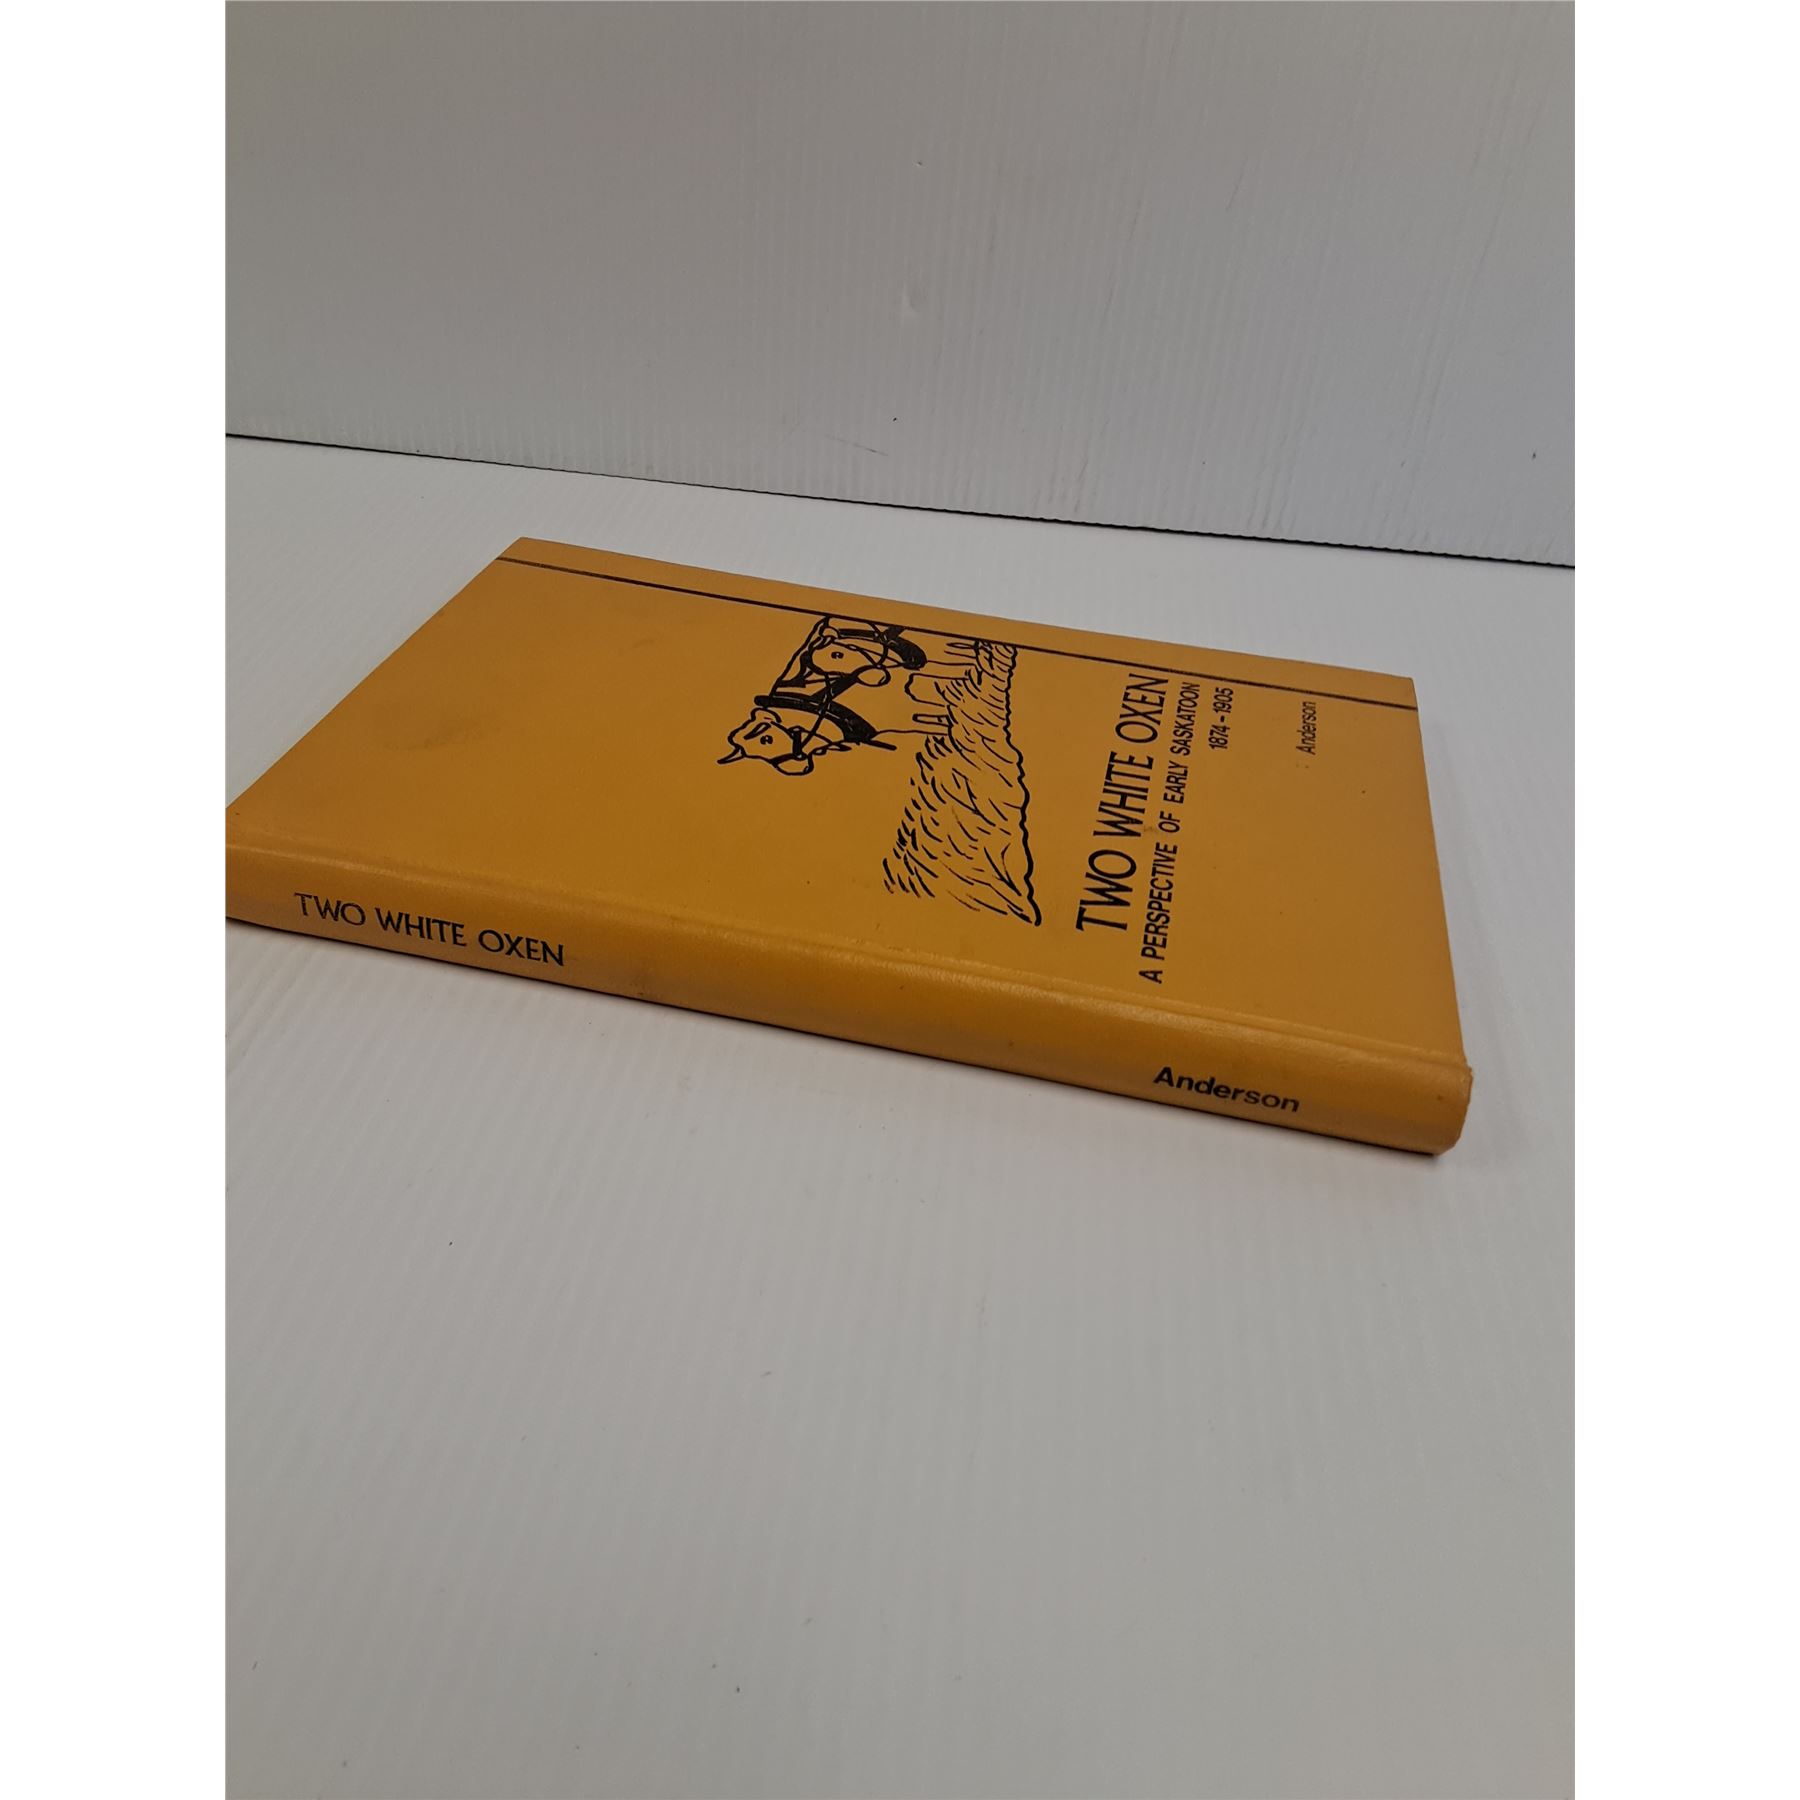 TWO WHITE OXEN
A PERSPECTIVE OF EARLY SASKATOON
1874-1905
Anderson
TWO WHITE OXEN
Anderson